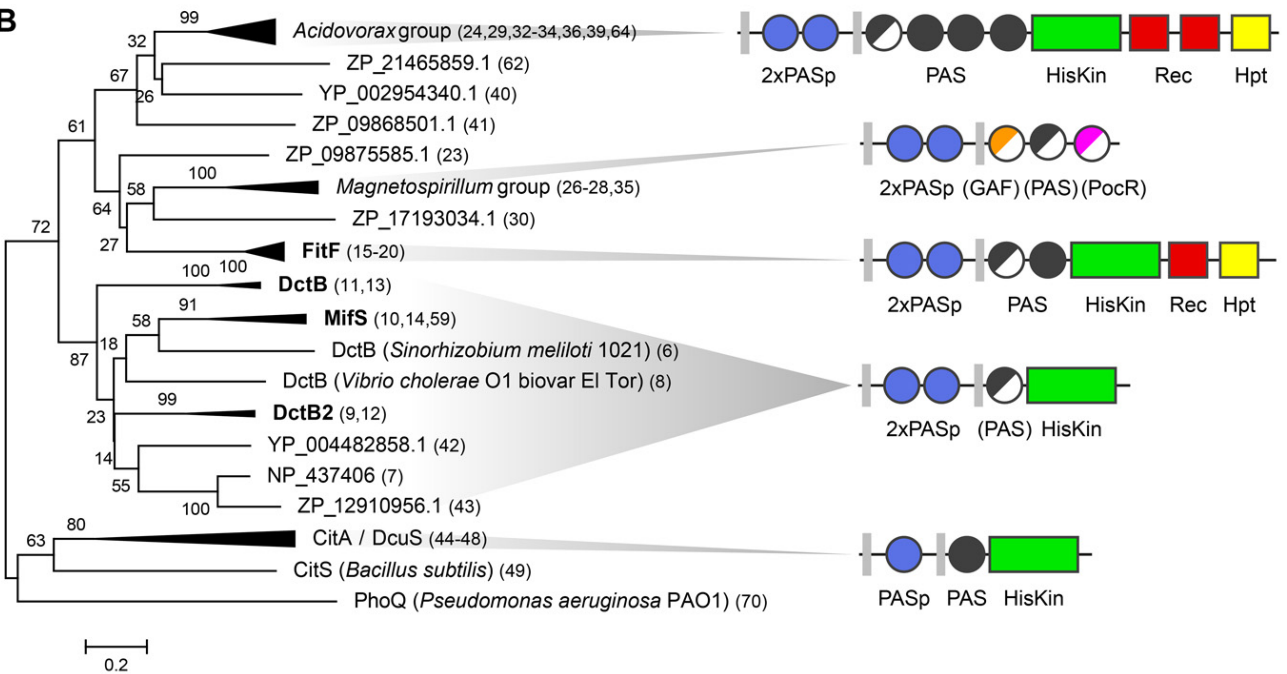 B
99
Acidovorax group (24,29,32-34,36,39,64)
32
ZP_21465859.1 (62)
67
26
YP_002954340.1 (40)
61
ZP_09868501.1 (41)
ZP_09875585.1 (23)
100
58
Magnetospirillum group (26-28,35)
64
ZP_17193034.1 (30)
72
27
FitF (15-20)
100
100
DctB (11,13)
91
58
MifS (10,14,59)
18
DctB (Sinorhizobium meliloti 1021) (6)
87
DctB (Vibrio cholerae O1 biovar El Tor) (8)
99
23
DctB2 (9,12)
YP_004482858.1 (42)
14
55
NP_437406 (7)
100
ZP_12910956.1 (43)
80
63
CitA / DcuS (44-48)
CitS (Bacillus subtilis) (49)
PhoQ (Pseudomonas aeruginosa PAO1) (70)
0.2
2xPASp PAS HisKin Rec Hpt
2xPASp (GAF) (PAS) (PocR)
2xPASp PAS HisKin Rec Hpt
2xPASp (PAS) HisKin
PASp PAS HisKin